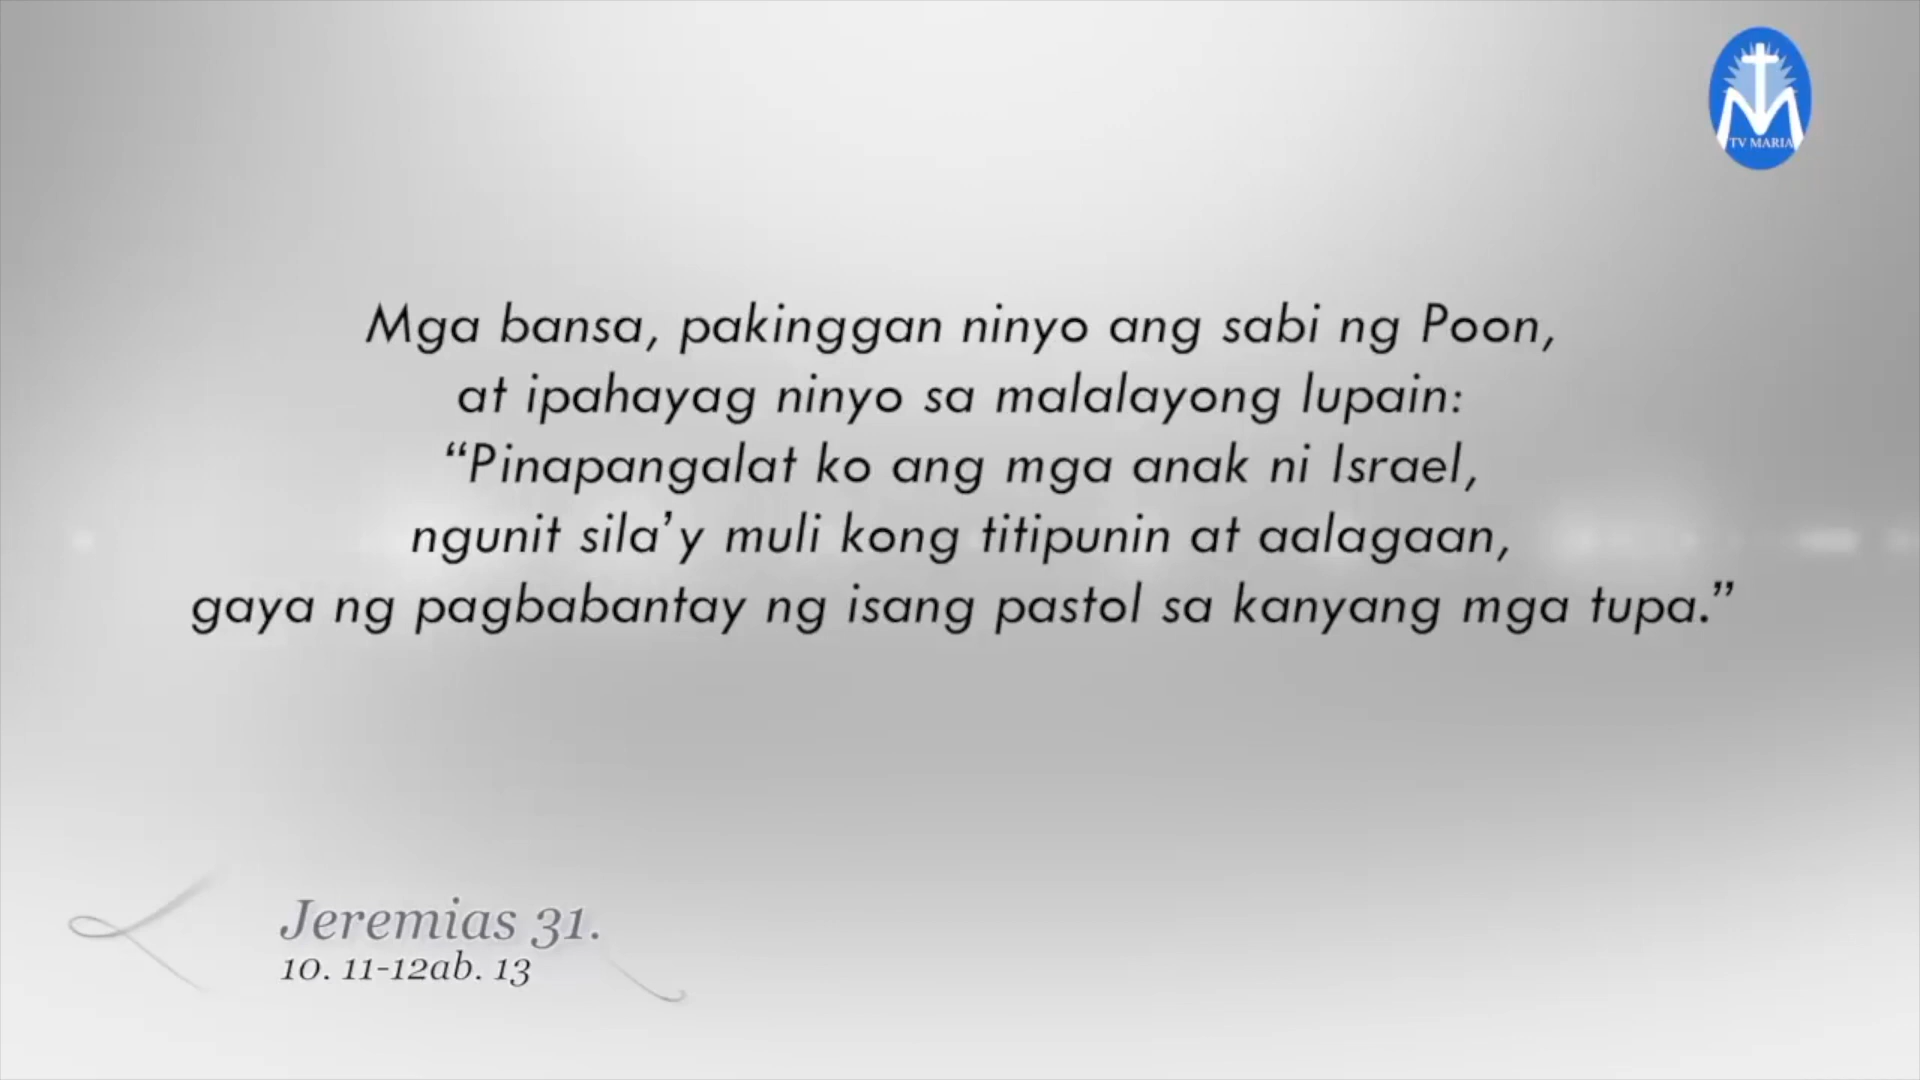 TV MARIA
Mga bansa, pakinggan ninyo ang sabi ng Poon,
at ipahayag ninyo sa malalayong lupain:
“Pinapangalat ko ang mga anak ni Israel,
ngunit sila’y muli kong titipunin at aalagaan,
gaya ng pagbabantay ng isang pastol sa kanyang mga tupa.”
Jeremias 31.
10. 11-12ab. 13